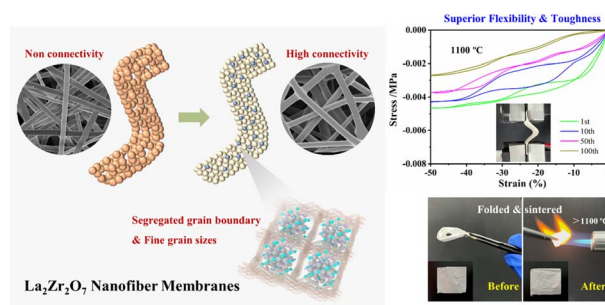 Non connectivity
High connectivity
Segregated grain boundary
& Fine grain sizes
La₂Zr₂O₇ Nanofiber Membranes
Superior Flexibility & Toughness
0.000
-0.002
-0.004
-0.006
-0.008
Stress /MPa
1100 ℃
1st
10th
50th
100th
-50 -40 -30 -20 -10 0
Strain (%)
Folded & sintered
>1100 ℃
Before
After